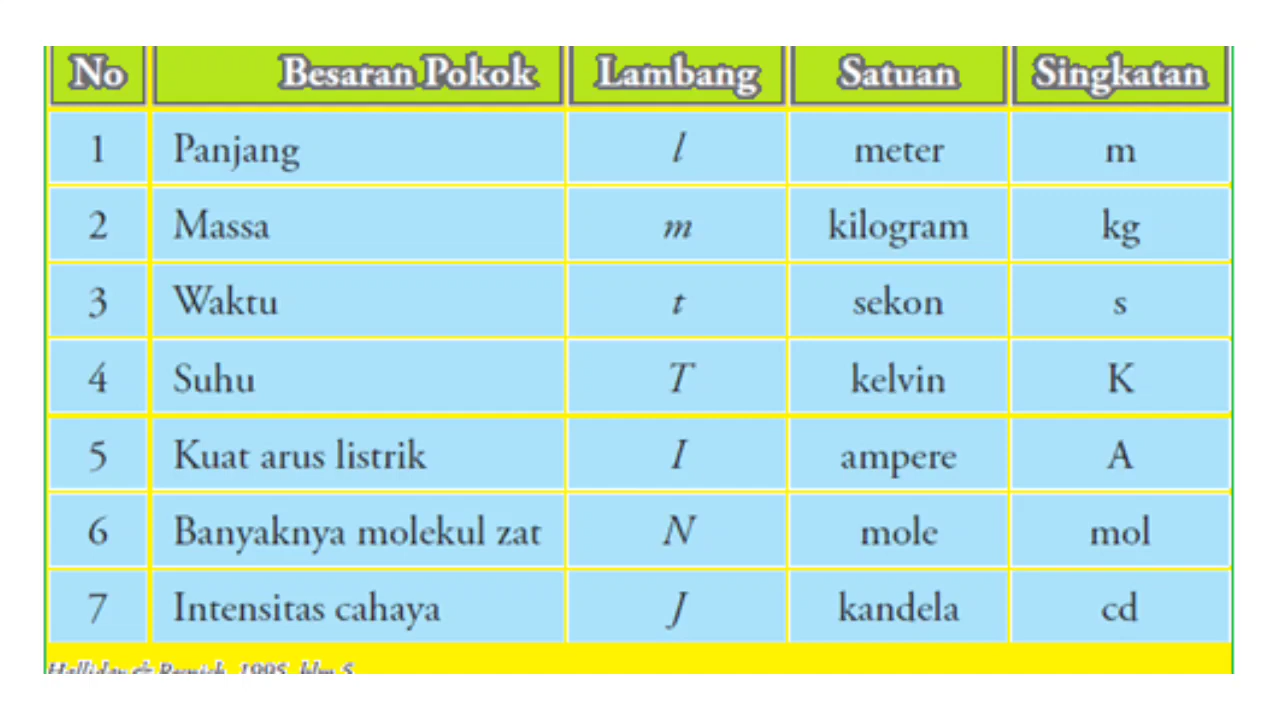 No Besaran Pokok Lambang Satuan Singkatan
1 Panjang l meter m
2 Massa m kilogram kg
3 Waktu t sekon s
4 Suhu T kelvin K
5 Kuat arus listrik I ampere A
6 Banyaknya molekul zat N mole mol
7 Intensitas cahaya J kandela cd
Halliday & Resnick, 1995, hlm 5